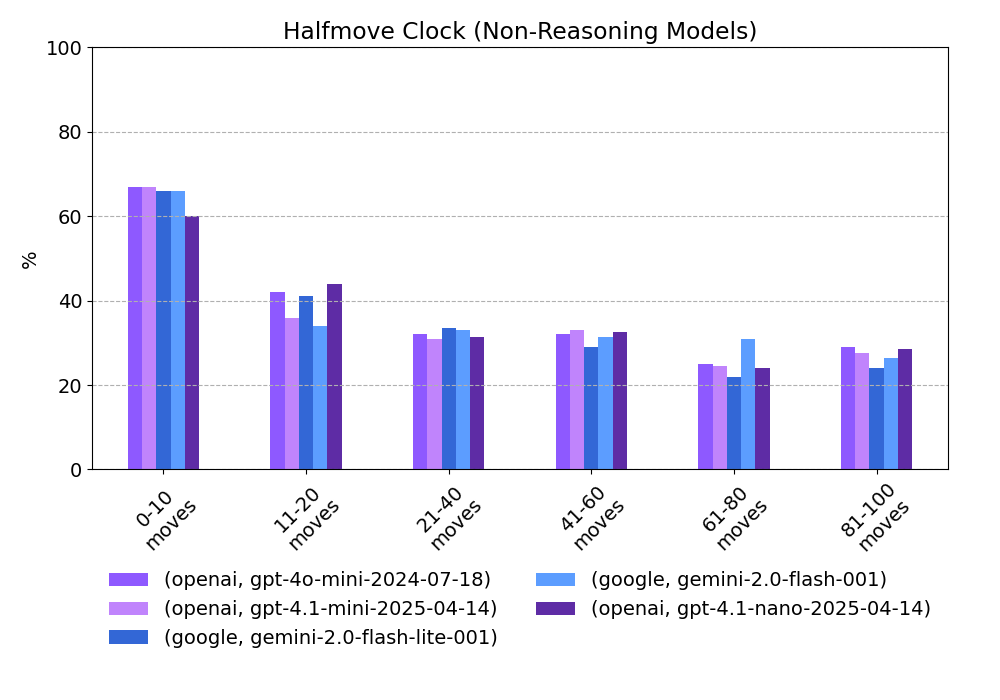 Halfmove Clock (Non-Reasoning Models)
100
80
60
40
20
0
%
0-10
moves
11-20
moves
21-40
moves
41-60
moves
61-80
moves
81-100
moves
(openai, gpt-4o-mini-2024-07-18)
(openai, gpt-4.1-mini-2025-04-14)
(google, gemini-2.0-flash-lite-001)
(google, gemini-2.0-flash-001)
(openai, gpt-4.1-nano-2025-04-14)